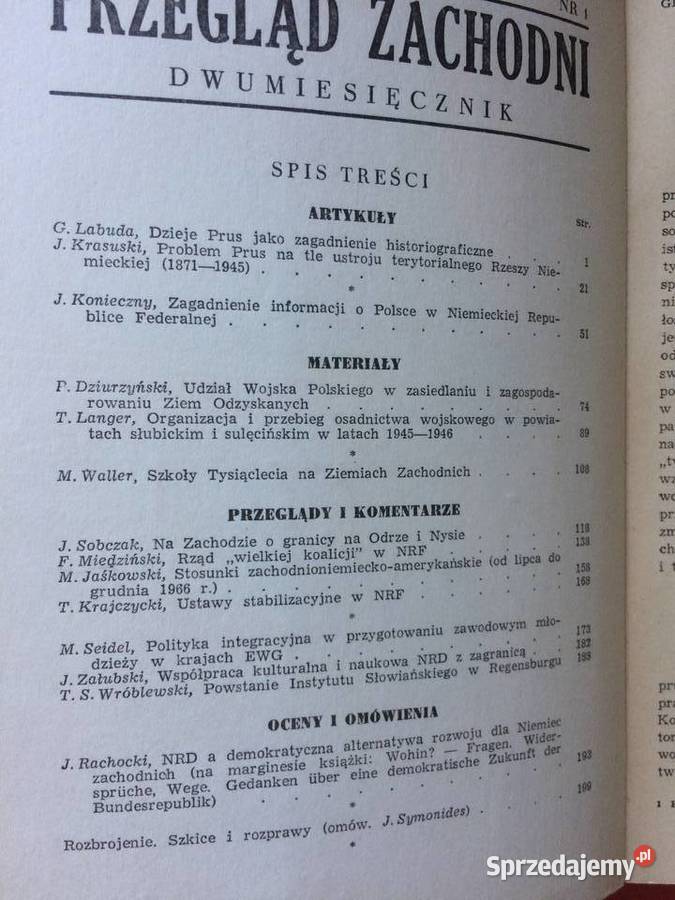 NR 1
PRZEGLĄD ZACHODNI
DWUMIESIĘCZNIK
SPIS TREŚCI
ARTYKUŁY
Str.
G. Labuda, Dzieje Prus jako zagadnienie historiograficzne . . . 1
J. Krasuski, Problem Prus na tle ustroju terytorialnego Rzeszy Nie-
mieckiej (1871—1945) . . . . . . . . . . . 21
*
J. Konieczny, Zagadnienie informacji o Polsce w Niemieckiej Repu-
blice Federalnej . . . . . . . . . . . . 51
MATERIAŁY
P. Dziurzyński, Udział Wojska Polskiego w zasiedlaniu i zagospoda-
rowaniu Ziem Odzyskanych . . . . . . . . . 74
T. Langer, Organizacja i przebieg osadnictwa wojskowego w powia-
tach słubickim i sulęcińskim w latach 1945—1946 . . . . 89
*
M. Waller, Szkoły Tysiąclecia na Ziemiach Zachodnich . . . . 108
PRZEGLĄDY I KOMENTARZE
J. Sobczak, Na Zachodzie o granicy na Odrze i Nysie . . . . 118
F. Miedziński, Rząd „wielkiej koalicji” w NRF . . . . . 138
M. Jaśkowski, Stosunki zachodnioniemiecko-amerykańskie (od lipca do
grudnia 1966 r.) . . . . . . . . . . . . 158
T. Krajczycki, Ustawy stabilizacyjne w NRF . . . . . . 168
*
M. Seidel, Polityka integracyjna w przygotowaniu zawodowym mło-
dzieży w krajach EWG . . . . . . . . . . 173
J. Załubski, Współpraca kulturalna i naukowa NRD z zagranicą . . 182
T. S. Wróblewski, Powstanie Instytutu Słowiańskiego w Regensburgu 188
OCENY I OMÓWIENIA
J. Rachocki, NRD a demokratyczna alternatywa rozwoju dla Niemiec
zachodnich (na marginesie książki: Wohin? — Fragen. Wider-
sprüche, Wege. Gedanken über eine demokratische Zukunft der
Bundesrepublik) . . . . . . . . . . . . 193
*
Rozbrojenie. Szkice i rozprawy (omów. J. Symonides) . . . . 199
*
Sprzedajemy.pl